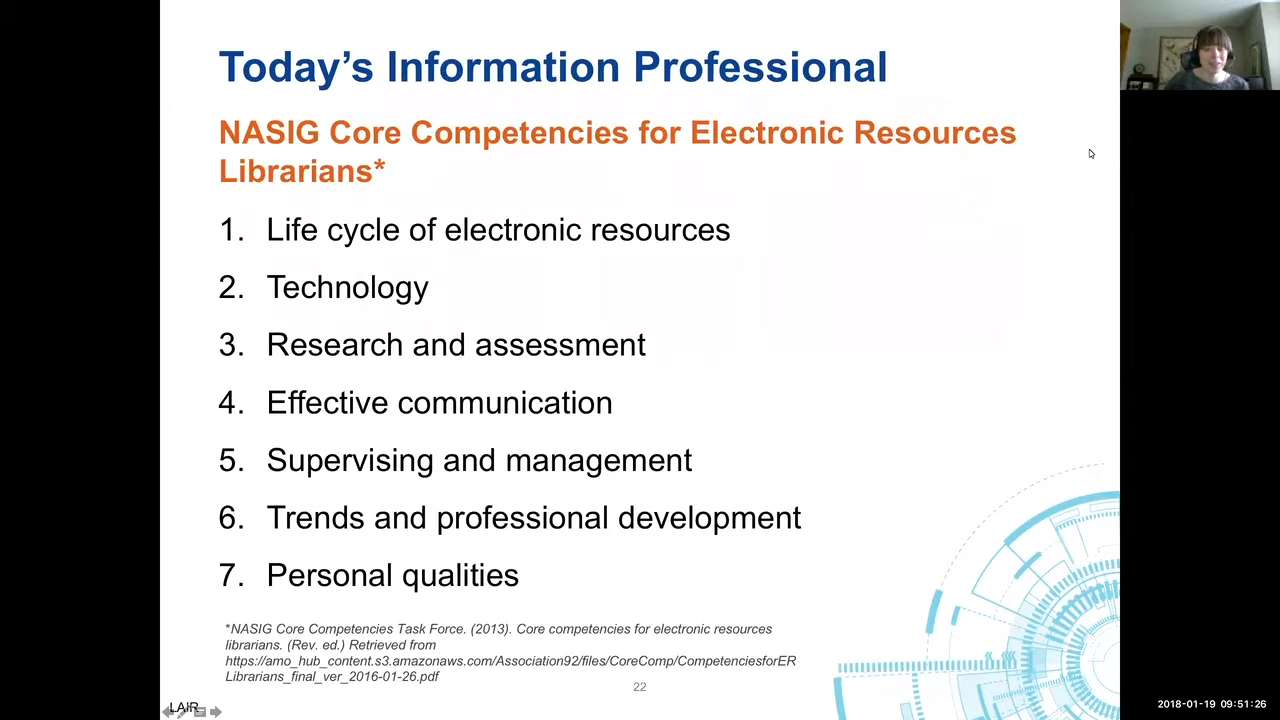 Today's Information Professional
NASIG Core Competencies for Electronic Resources
Librarians*
1. Life cycle of electronic resources
2. Technology
3. Research and assessment
4. Effective communication
5. Supervising and management
6. Trends and professional development
7. Personal qualities
*NASIG Core Competencies Task Force. (2013). Core competencies for electronic resources
librarians. (Rev. ed.) Retrieved from
https://amo_hub_content.s3.amazonaws.com/Association92/files/CoreComp/CompetenciesforER
Librarians_final_ver_2016-01-26.pdf
22
LAIR
2018-01-19 09:51:26